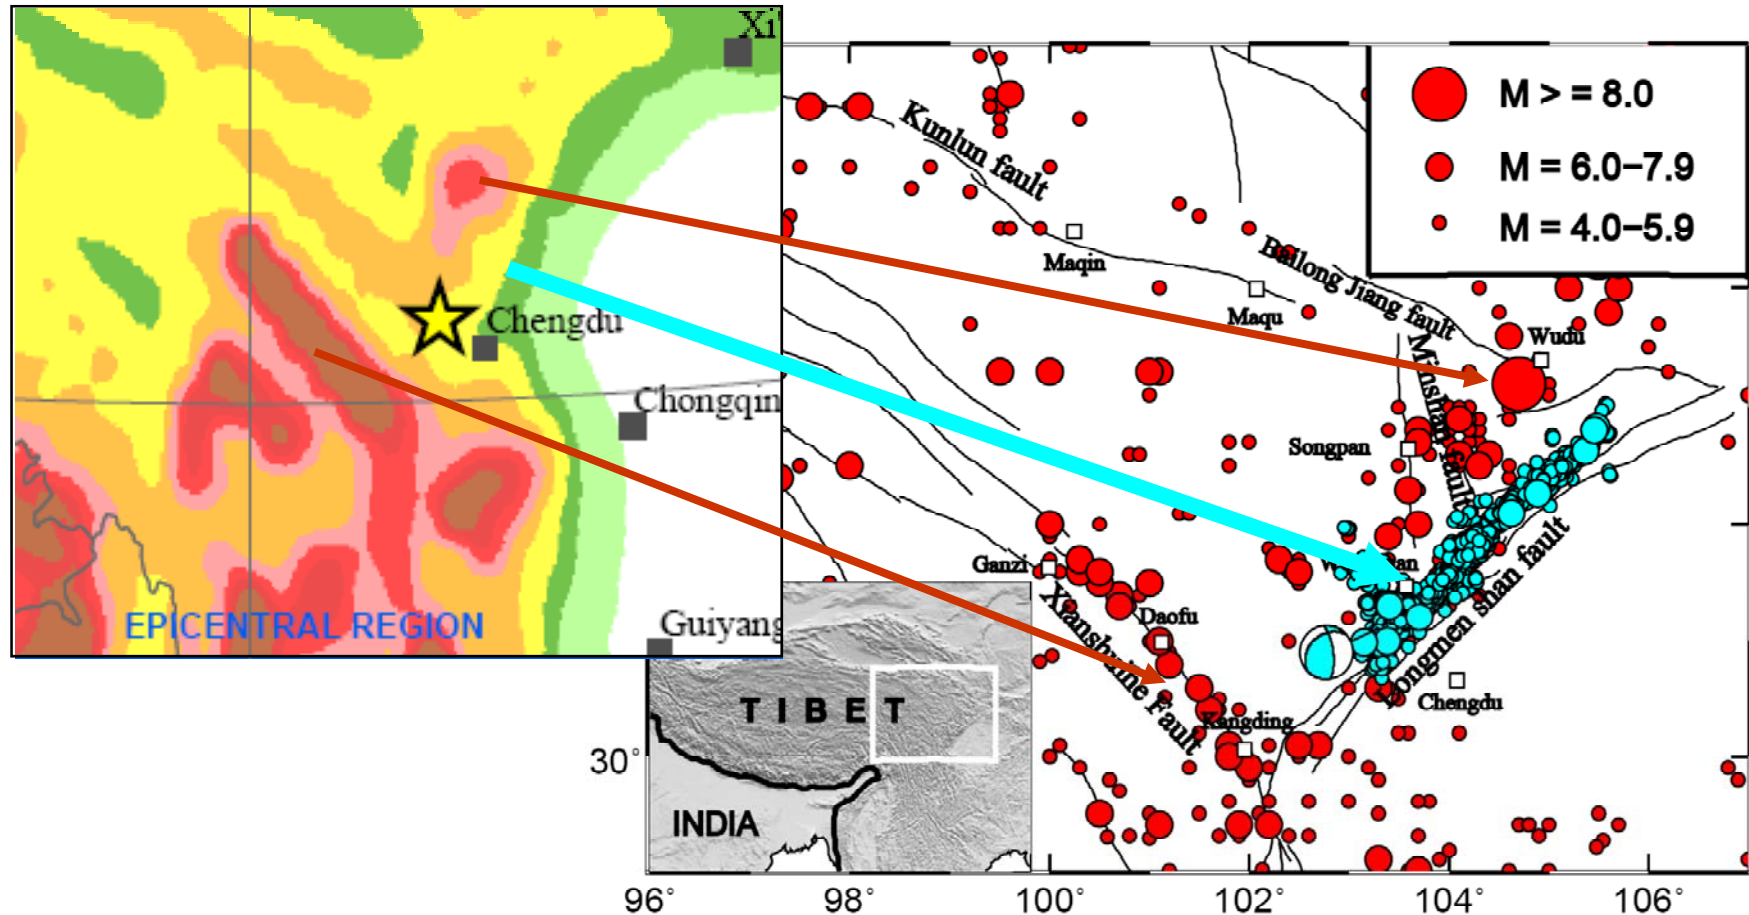 Xi'
Chengdu
Chongqin
Guiyang
EPICENTRAL REGION
M > = 8.0
M = 6.0–7.9
M = 4.0–5.9
Kunlun fault
Maqin
Maqu
Bailong Jiang fault
Wudu
Minshan fault
Songpan
Ganzi
Daofu
Xianshuihe Fault
Kangding
Longmen shan fault
Chengdu
TIBET
INDIA
30°
96° 98° 100° 102° 104° 106°